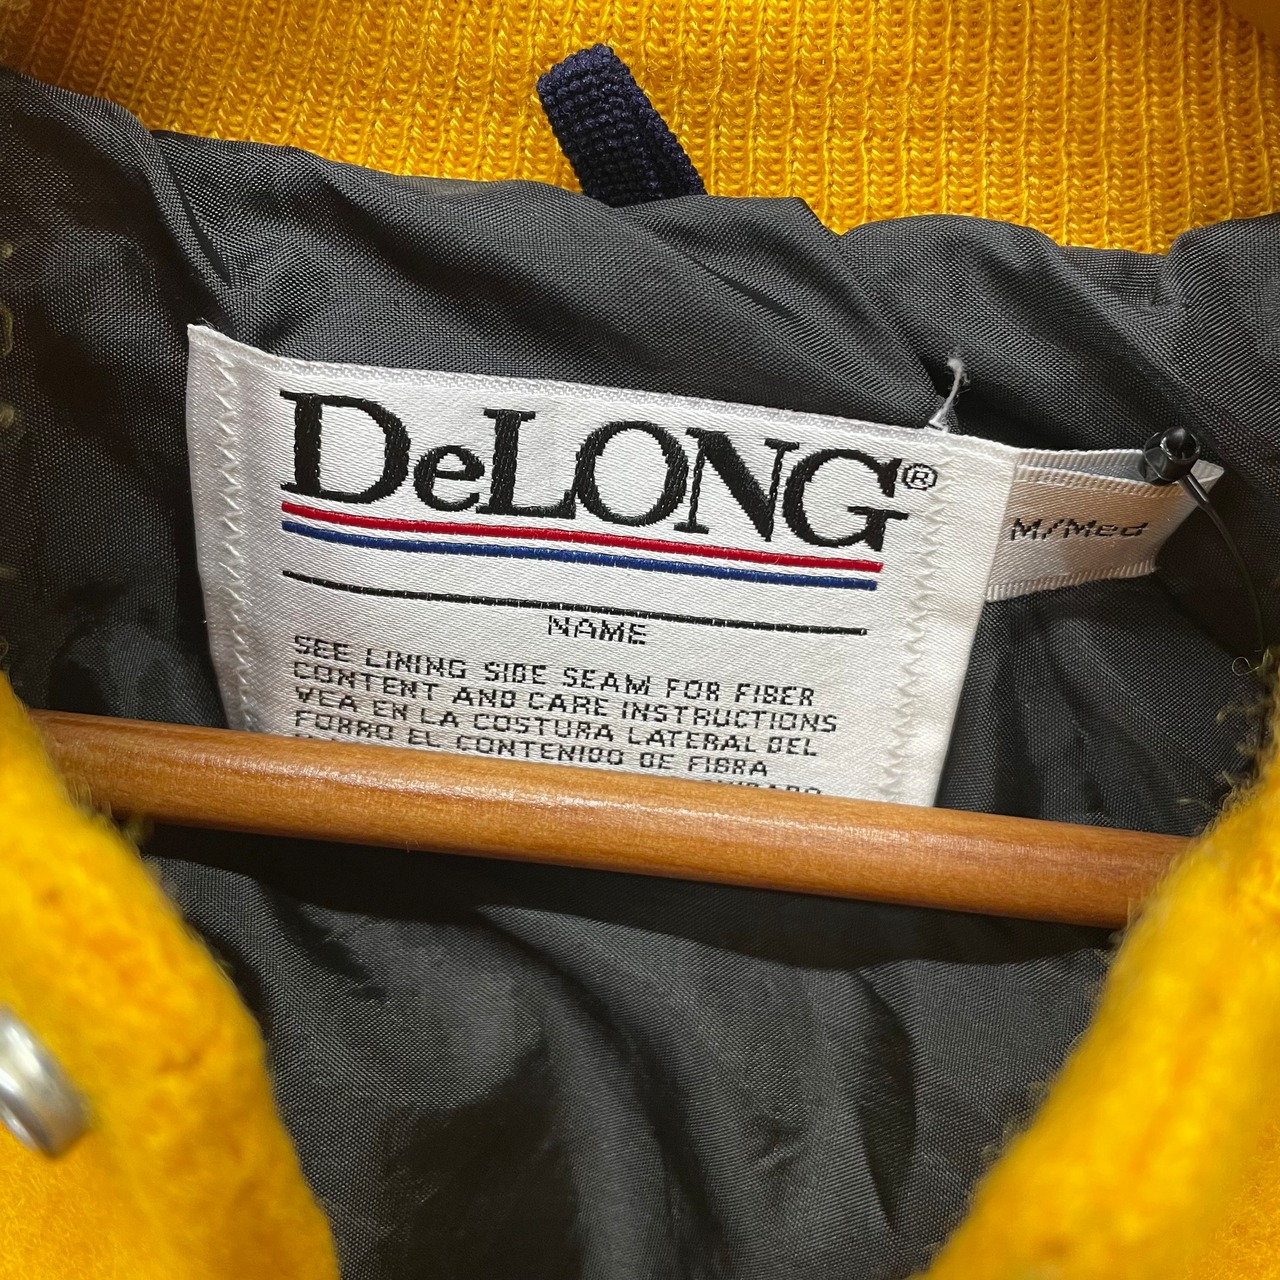 DeLONG®
M/Med
NAME
SEE LINING SIDE SEAM FOR FIBER
CONTENT AND CARE INSTRUCTIONS
VEA EN LA COSTURA LATERAL DEL
FORRO EL CONTENIDO DE FIBRA